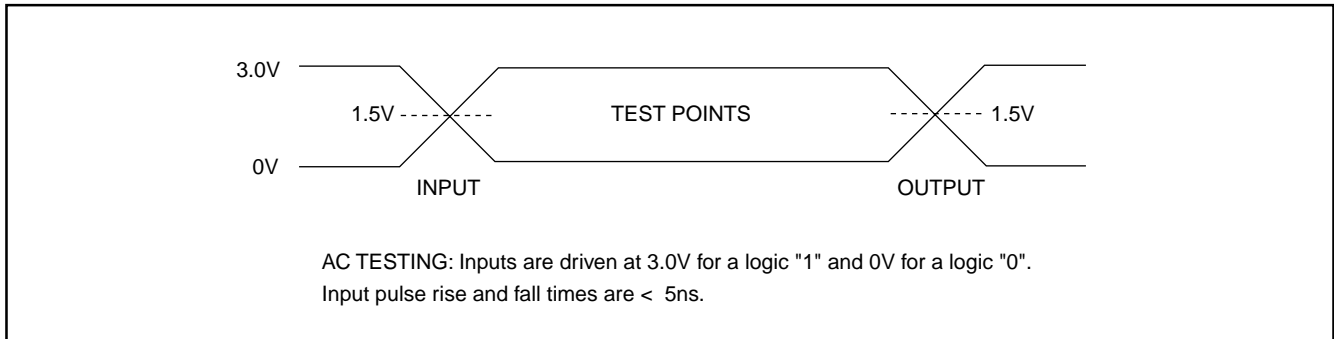 3.0V
1.5V
TEST POINTS
1.5V
0V
INPUT
OUTPUT
AC TESTING: Inputs are driven at 3.0V for a logic "1" and 0V for a logic "0".
Input pulse rise and fall times are < 5ns.